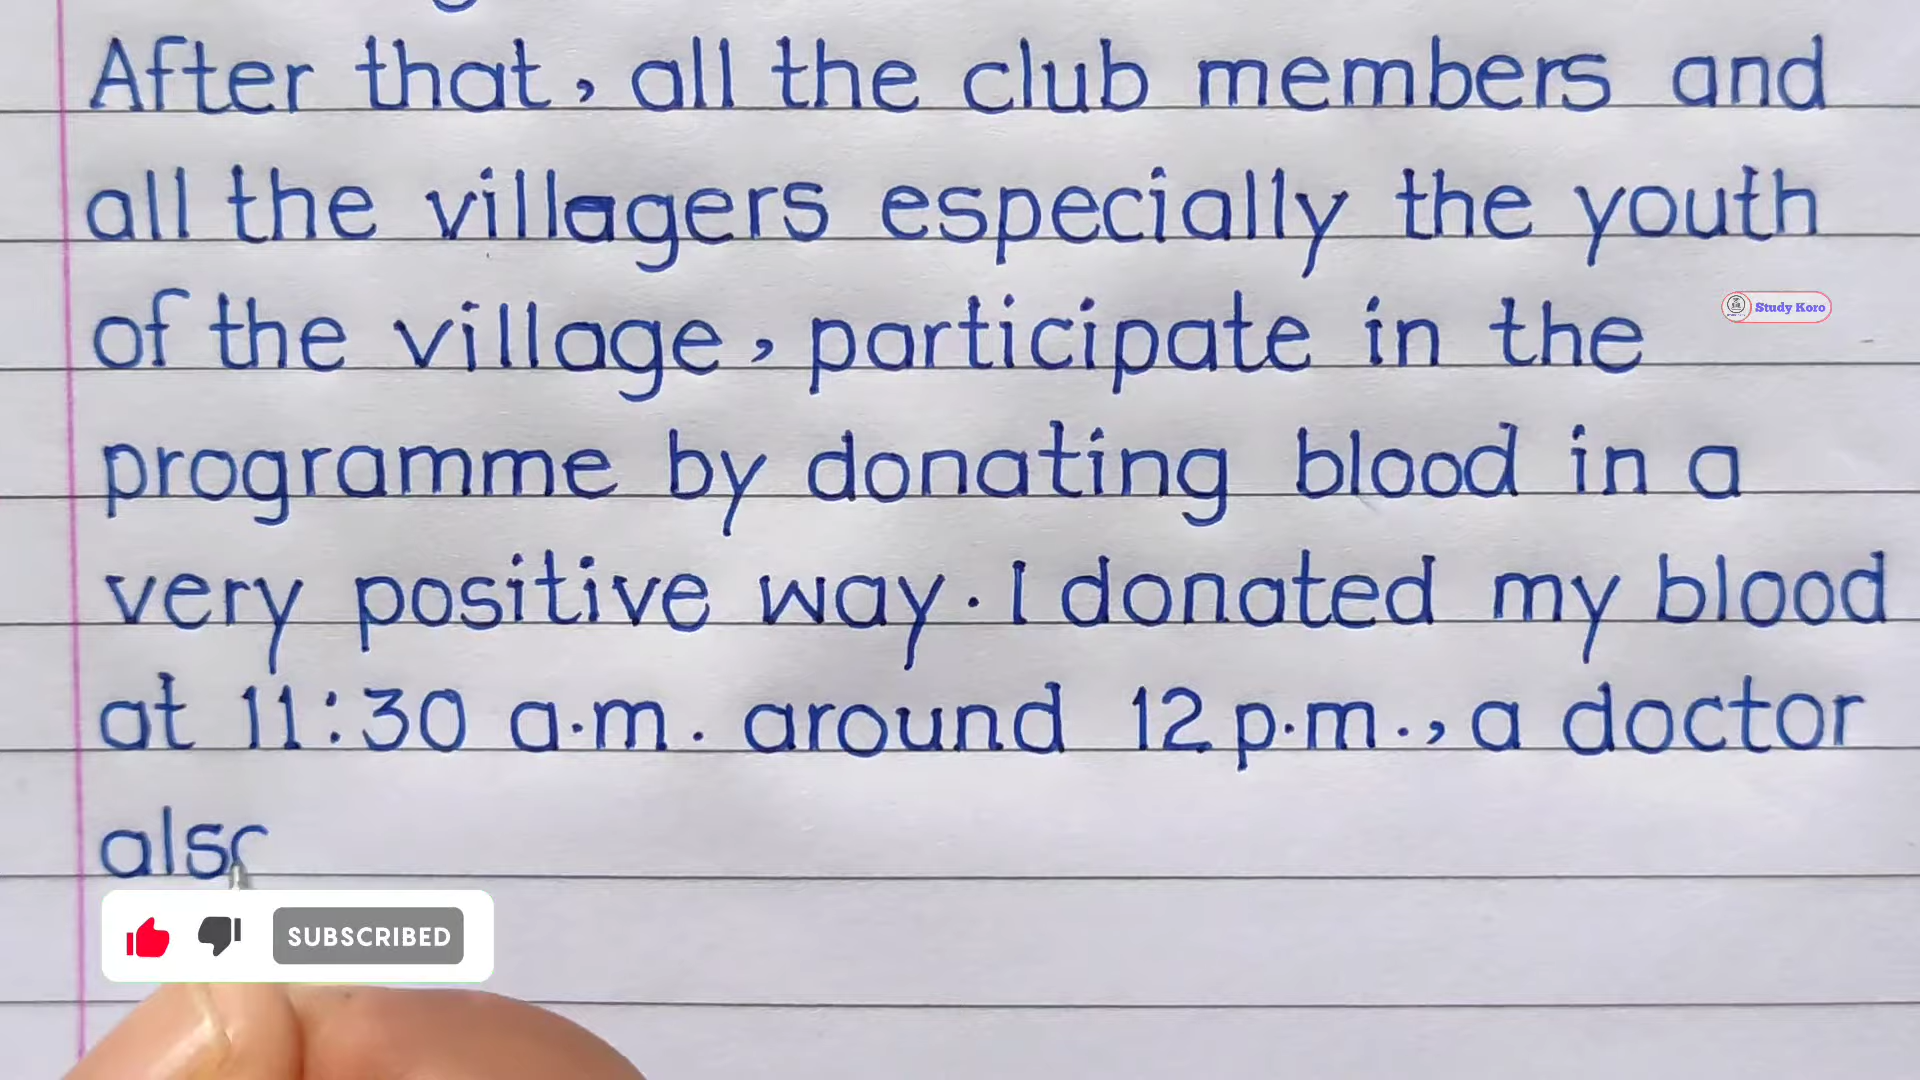 After that, all the club members and
all the villagers especially the youth
of the village, participate in the
Study Koro
programme by donating blood in a
very positive way. I donated my blood
at 11:30 a.m. around 12 p.m., a doctor
SUBSCRIBED